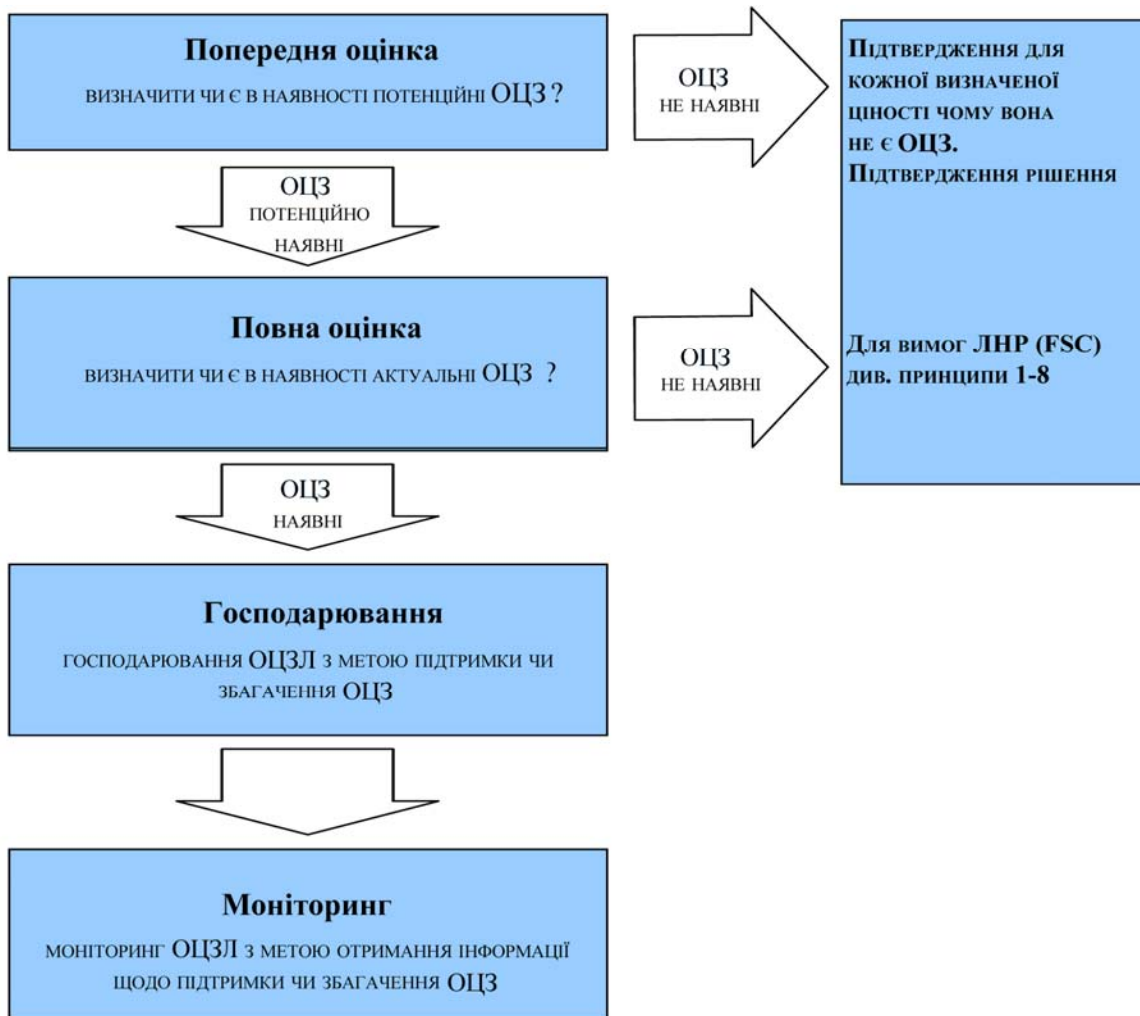 Попередня оцінка
визначити чи є в наявності потенційні ОЦЗ ?
ОЦЗ
не наявні
Підтвердження для
кожної визначеної
ціності чому вона
не є ОЦЗ.
Підтвердження рішення
ОЦЗ
потенційно
наявні
Повна оцінка
визначити чи є в наявності актуальні ОЦЗ ?
ОЦЗ
не наявні
Для вимог ЛНР (FSC)
див. принципи 1-8
ОЦЗ
наявні
Господарювання
господарювання ОЦЗЛ з метою підтримки чи
збагачення ОЦЗ
Моніторинг
моніторинг ОЦЗЛ з метою отримання інформації
щодо підтримки чи збагачення ОЦЗ